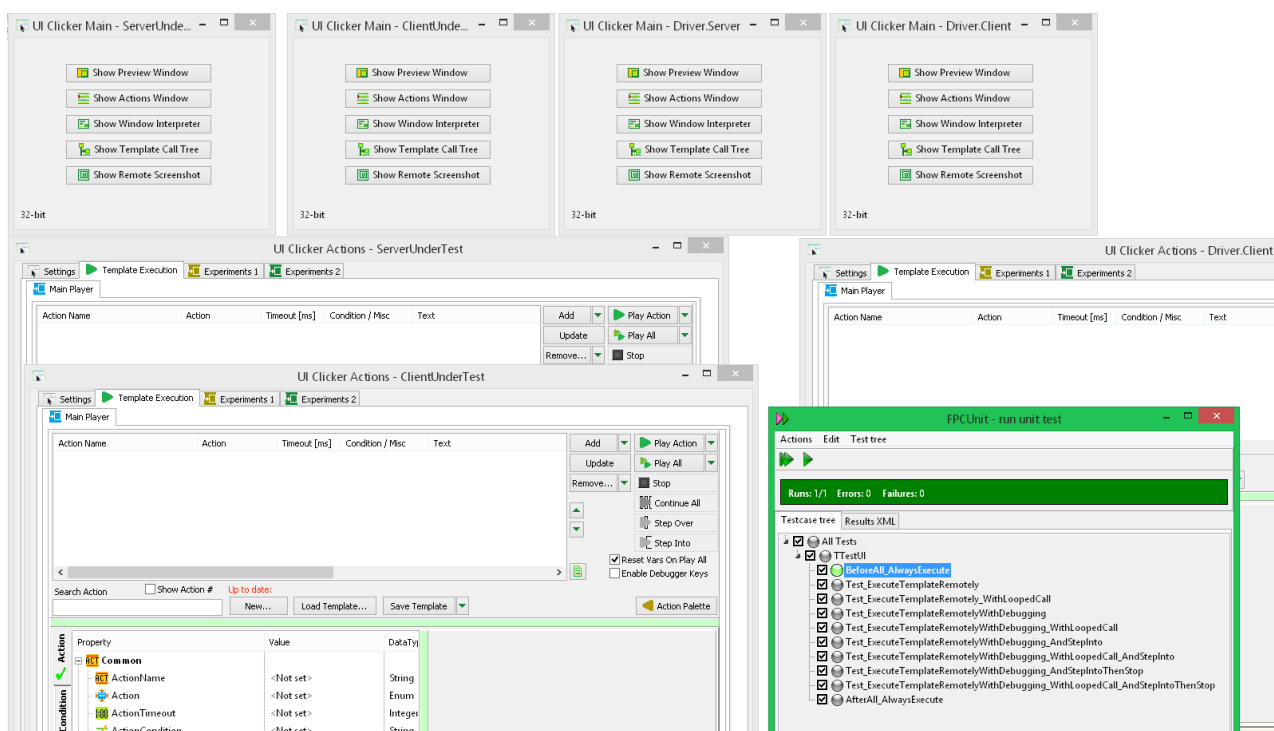 UI Clicker Main - ServerUnde...
Show Preview Window
Show Actions Window
Show Window Interpreter
Show Template Call Tree
Show Remote Screenshot
32-bit
UI Clicker Main - ClientUnde...
Show Preview Window
Show Actions Window
Show Window Interpreter
Show Template Call Tree
Show Remote Screenshot
32-bit
UI Clicker Main - Driver.Server
Show Preview Window
Show Actions Window
Show Window Interpreter
Show Template Call Tree
Show Remote Screenshot
32-bit
UI Clicker Main - Driver.Client
Show Preview Window
Show Actions Window
Show Window Interpreter
Show Template Call Tree
Show Remote Screenshot
32-bit
UI Clicker Actions - ServerUnderTest
Settings Template Execution Experiments 1 Experiments 2
Main Player
Action Name Action Timeout [ms] Condition / Misc Text
Add Play Action
Update Play All
Remove... Stop
UI Clicker Actions - Driver.Client
Settings Template Execution Experiments 1 Experiments 2
Main Player
Action Name Action Timeout [ms] Condition / Misc Text
UI Clicker Actions - ClientUnderTest
Settings Template Execution Experiments 1 Experiments 2
Main Player
Action Name Action Timeout [ms] Condition / Misc Text
Add Play Action
Update Play All
Remove... Stop
Continue All
Step Over
Step Into
Reset Vars On Play All
Enable Debugger Keys
Search Action Show Action # Up to date:
New... Load Template... Save Template Action Palette
Action
Condition
Property Value DataTyp
ACT Common
ACT ActionName <Not set> String
Action <Not set> Enum
ActionTimeout <Not set> Integer
ActionCondition <Not set> String
FPCUnit - run unit test
Actions Edit Test tree
Runs: 1/1 Errors: 0 Failures: 0
Testcase tree Results XML
All Tests
TTestUI
BeforeAll_AlwaysExecute
Test_ExecuteTemplateRemotely
Test_ExecuteTemplateRemotely_WithLoopedCall
Test_ExecuteTemplateRemotelyWithDebugging
Test_ExecuteTemplateRemotelyWithDebugging_WithLoopedCall
Test_ExecuteTemplateRemotelyWithDebugging_AndStepInto
Test_ExecuteTemplateRemotelyWithDebugging_WithLoopedCall_AndStepInto
Test_ExecuteTemplateRemotelyWithDebugging_AndStepIntoThenStop
Test_ExecuteTemplateRemotelyWithDebugging_WithLoopedCall_AndStepIntoThenStop
AfterAll_AlwaysExecute